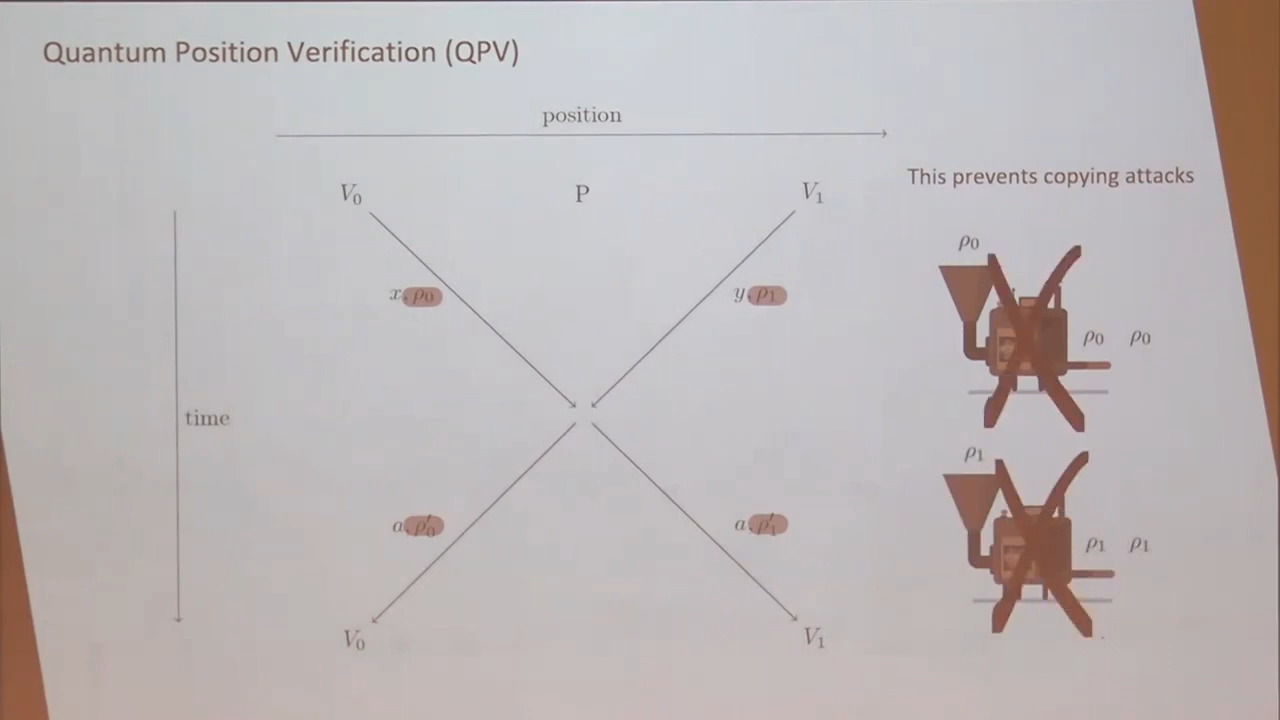 Quantum Position Verification (QPV)
position
V₀ P V₁
This prevents copying attacks
ρ₀
x, ρ₀ y, ρ₁
ρ₀ ρ₀
time
ρ₁
a, ρ′₀ a, ρ′₁
ρ₁ ρ₁
V₀ V₁